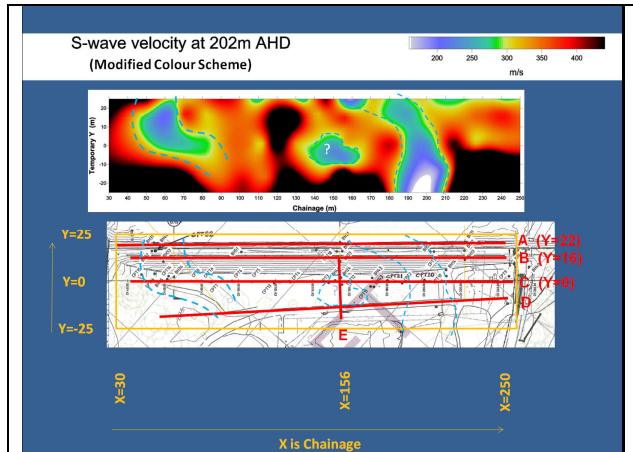 S-wave velocity at 202m AHD
(Modified Colour Scheme)
200 250 300 350 400
m/s
Temporary Y (m)
20
10
0
-10
-20
?
30 40 50 60 70 80 90 100 110 120 130 140 150 160 170 180 190 200 210 220 230 240 250
Chainage (m)
Y=25
Y=0
Y=-25
A (Y=22)
B (Y=16)
C (Y=0)
D
E
X=30
X=156
X=250
X is Chainage